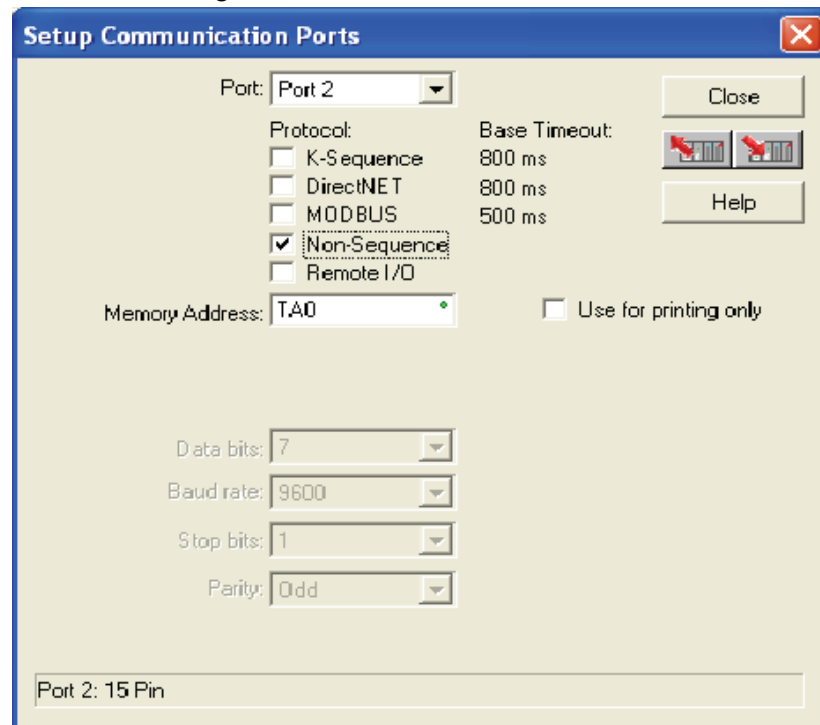 Setup Communication Ports
Port: Port 2
Close
Protocol: Base Timeout:
K-Sequence 800 ms
DirectNET 800 ms
Help
MODBUS 500 ms
Non-Sequence
Remote I/O
Memory Address: TA0
Use for printing only
Data bits: 7
Baud rate: 9600
Stop bits: 1
Parity: Odd
Port 2: 15 Pin